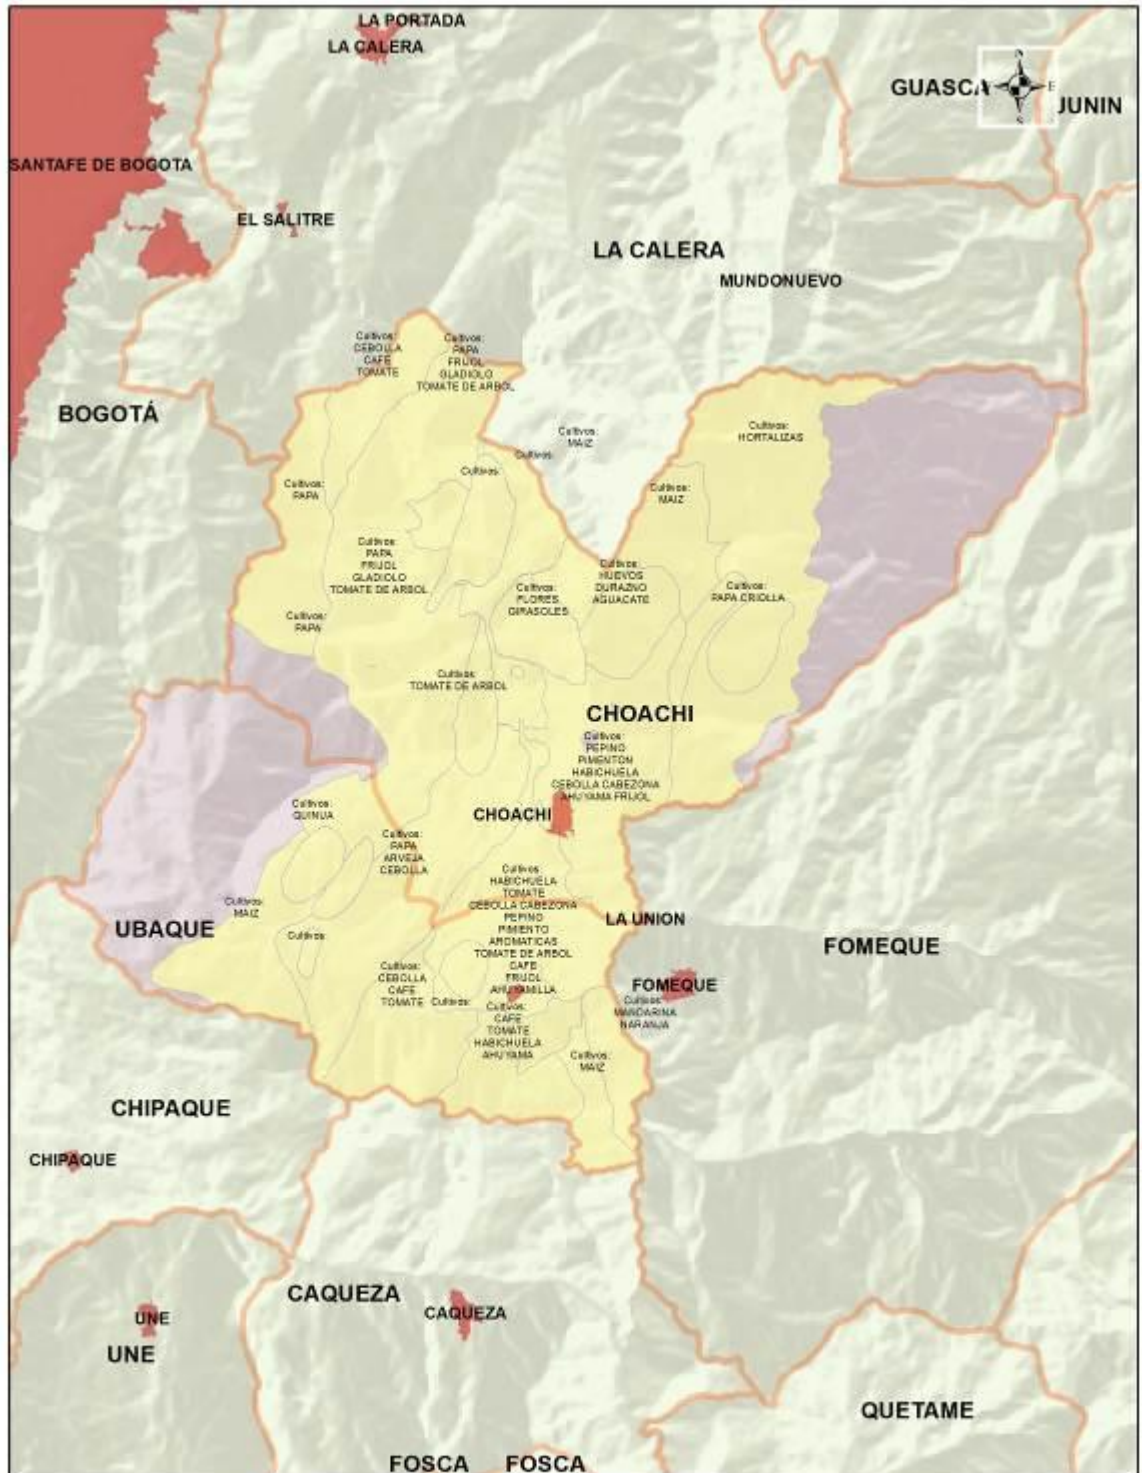 LA PORTADA
LA CALERA
GUASCA
N
E
S
JUNIN
SANTAFE DE BOGOTA
EL SALITRE
LA CALERA
MUNDONUEVO
Cultivos:
CEBOLLA
CAFE
TOMATE
Cultivos:
PAPA
FRIJOL
GLADIOLO
TOMATE DE ARBOL
BOGOTÁ
Cultivos:
MAIZ
Cultivos:
HORTALIZAS
Cultivos:
Cultivos:
Cultivos:
PAPA
Cultivos:
MAIZ
Cultivos:
PAPA
FRIJOL
GLADIOLO
TOMATE DE ARBOL
Cultivos:
FLORES
GIRASOLES
Cultivos:
HUEVOS
DURAZNO
AGUACATE
Cultivos:
PAPA CRIOLLA
Cultivos:
PAPA
Cultivos:
TOMATE DE ARBOL
CHOACHI
Cultivos:
PEPINO
PIMENTON
HABICHUELA
CEBOLLA CABEZONA
AHUYAMA FRIJOL
CHOACHI
Cultivos:
QUINUA
Cultivos:
PAPA
ARVEJA
CEBOLLA
Cultivos:
HABICHUELA
TOMATE
CEBOLLA CABEZONA
PEPINO
PIMIENTO
AROMATICAS
TOMATE DE ARBOL
CAFE
FRIJOL
AHUYAMILLA
Cultivos:
MAIZ
UBAQUE
Cultivos:
LA UNION
FOMEQUE
Cultivos:
CEBOLLA
CAFE
TOMATE
Cultivos:
FOMEQUE
Cultivos:
MANDARINA
NARANJA
Cultivos:
CAFE
TOMATE
HABICHUELA
AHUYAMA
Cultivos:
MAIZ
CHIPAQUE
CHIPAQUE
CAQUEZA
CAQUEZA
UNE
UNE
QUETAME
FOSCA
FOSCA